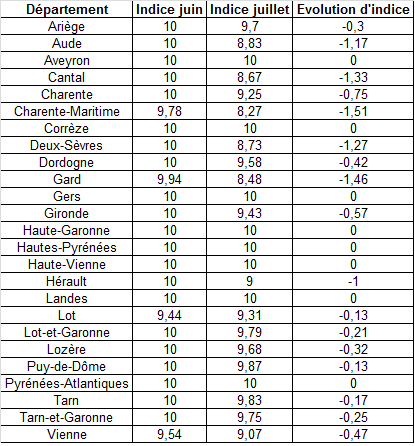 Département Indice juin Indice juillet Evolution d'indice
Ariège 10 9,7 -0,3
Aude 10 8,83 -1,17
Aveyron 10 10 0
Cantal 10 8,67 -1,33
Charente 10 9,25 -0,75
Charente-Maritime 9,78 8,27 -1,51
Corrèze 10 10 0
Deux-Sèvres 10 8,73 -1,27
Dordogne 10 9,58 -0,42
Gard 9,94 8,48 -1,46
Gers 10 10 0
Gironde 10 9,43 -0,57
Haute-Garonne 10 10 0
Hautes-Pyrénées 10 10 0
Haute-Vienne 10 10 0
Hérault 10 9 -1
Landes 10 10 0
Lot 9,44 9,31 -0,13
Lot-et-Garonne 10 9,79 -0,21
Lozère 10 9,68 -0,32
Puy-de-Dôme 10 9,87 -0,13
Pyrénées-Atlantiques 10 10 0
Tarn 10 9,83 -0,17
Tarn-et-Garonne 10 9,75 -0,25
Vienne 9,54 9,07 -0,47